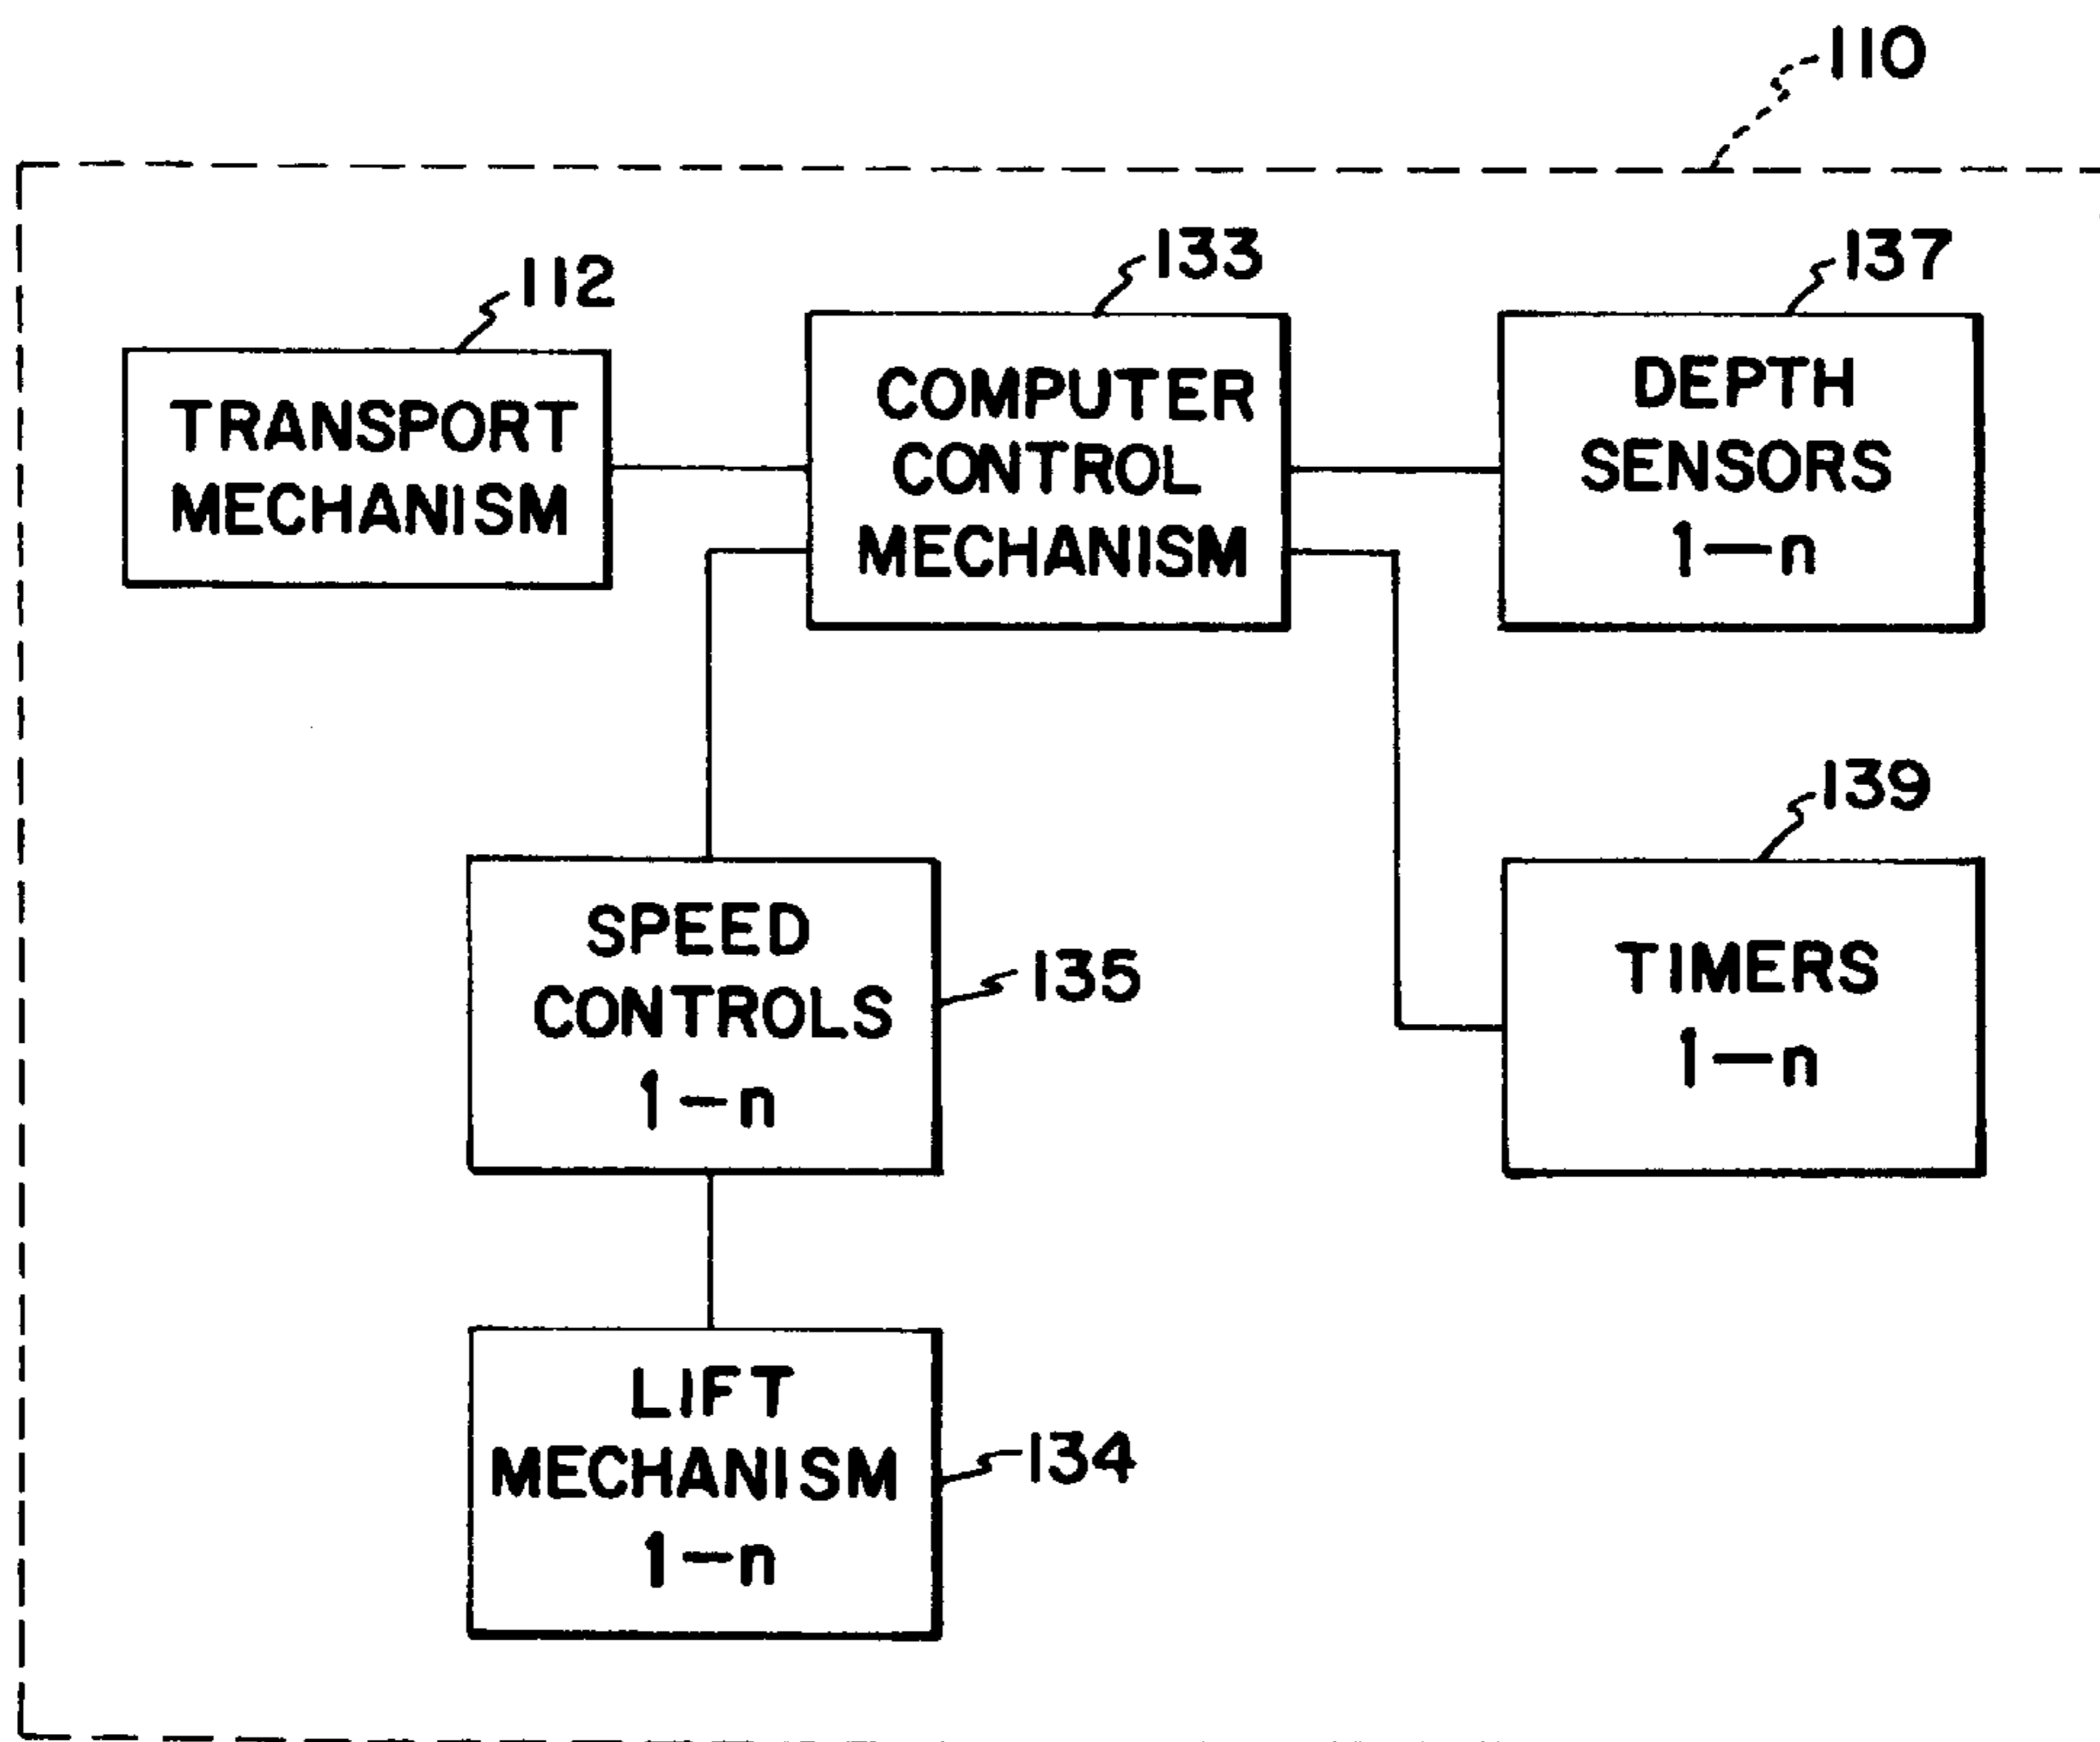 110
112
TRANSPORT
MECHANISM
133
COMPUTER
CONTROL
MECHANISM
137
DEPTH
SENSORS
1—n
SPEED
CONTROLS
1—n
135
139
TIMERS
1—n
LIFT
MECHANISM
1—n
134